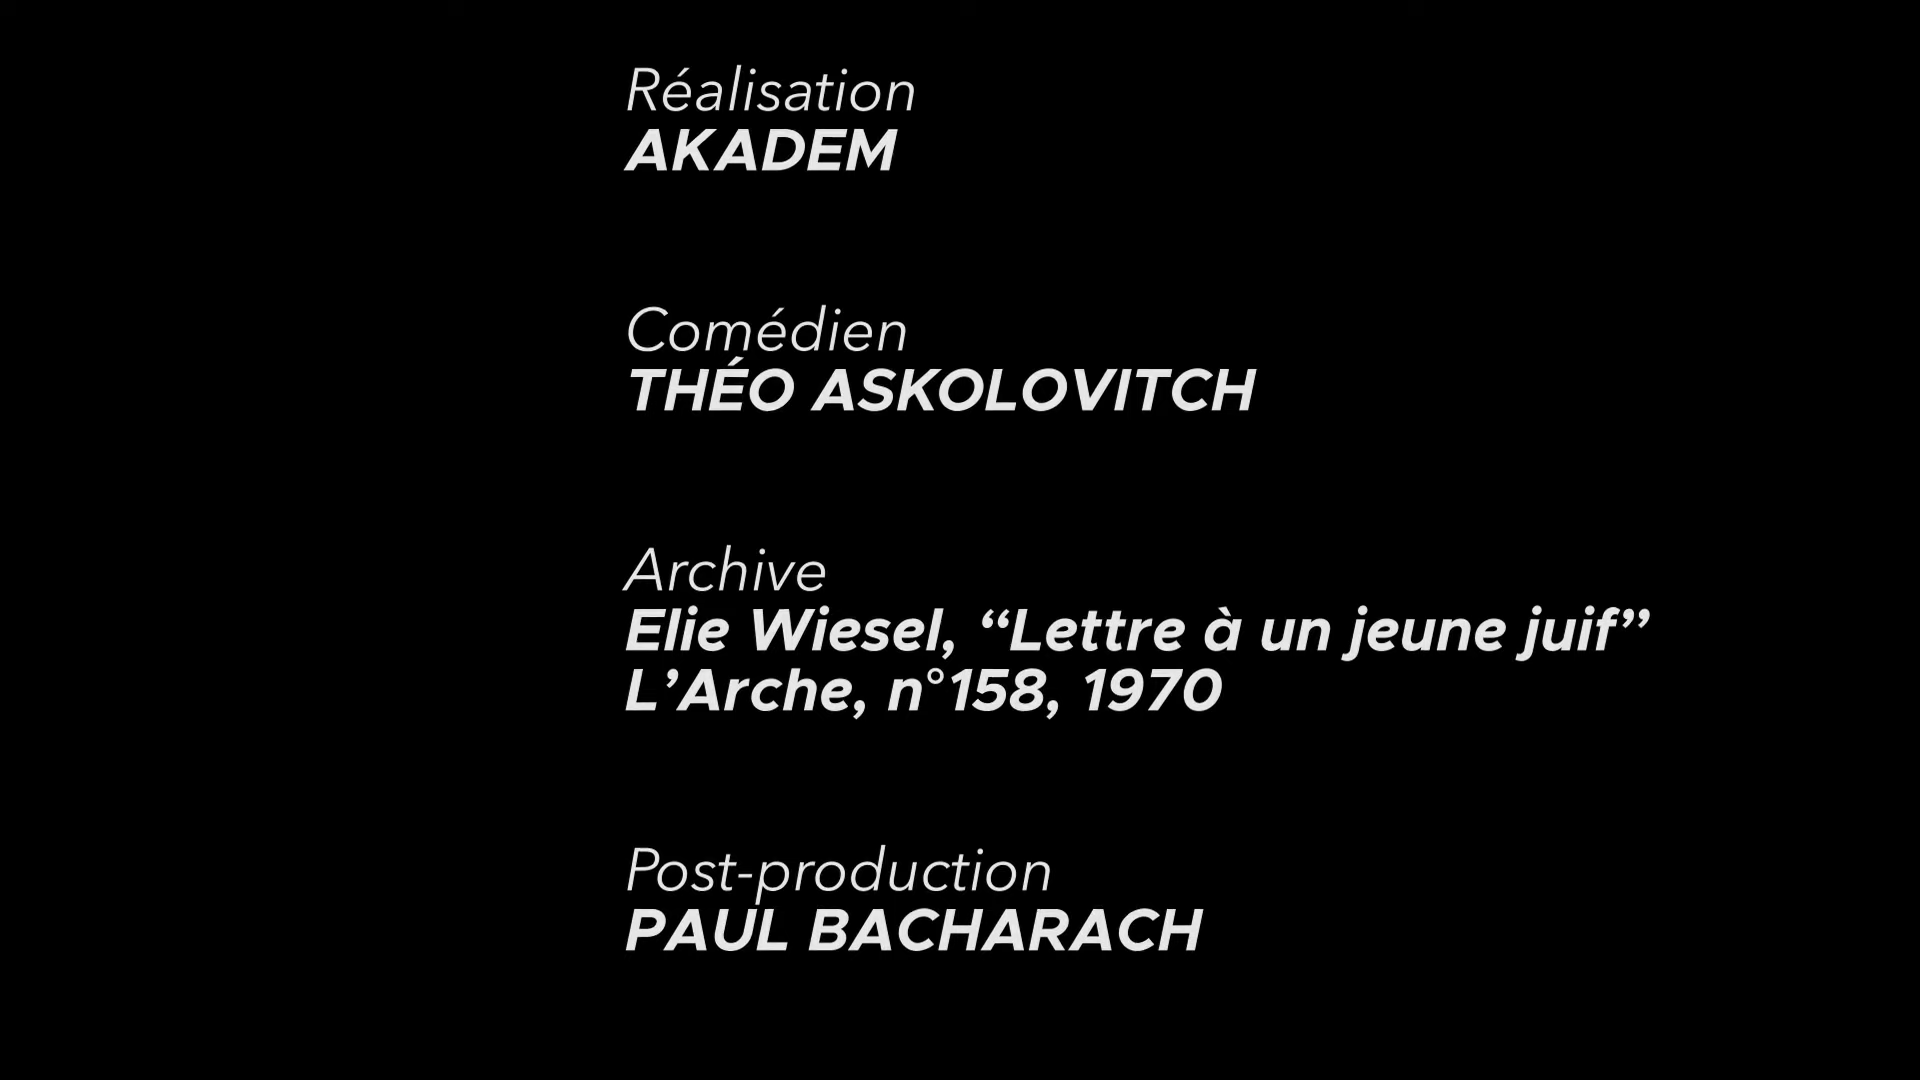 Réalisation
AKADEM
Comédien
THÉO ASKOLOVITCH
Archive
Elie Wiesel, “Lettre à un jeune juif”
L’Arche, n°158, 1970
Post-production
PAUL BACHARACH